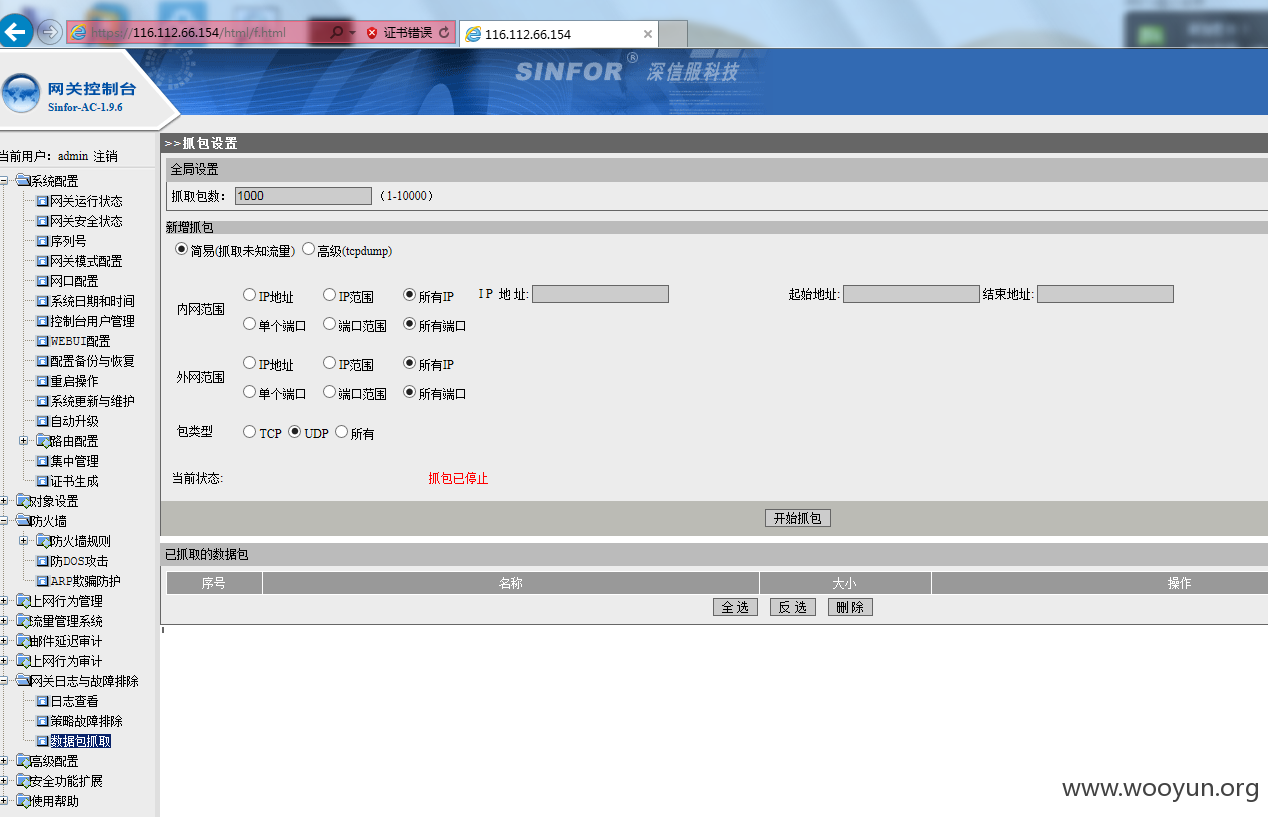 https://116.112.66.154/html/f.html 证书错误 116.112.66.154
SINFOR® 深信服科技
网关控制台
Sinfor-AC-1.9.6
当前用户：admin 注销
系统配置
网关运行状态
网关安全状态
序列号
网关模式配置
网口配置
系统日期和时间
控制台用户管理
WEBUI配置
配置备份与恢复
重启操作
系统更新与维护
自动升级
路由配置
集中管理
证书生成
对象设置
防火墙
防火墙规则
防DOS攻击
ARP欺骗防护
上网行为管理
流量管理系统
邮件延迟审计
上网行为审计
网关日志与故障排除
日志查看
策略故障排除
数据包抓取
高级配置
安全功能扩展
使用帮助
>>抓包设置
全局设置
抓取包数： 1000 （1-10000）
新增抓包
简易(抓取未知流量) 高级(tcpdump)
内网范围
IP地址 IP范围 所有IP IP 地 址: 起始地址: 结束地址:
单个端口 端口范围 所有端口
外网范围
IP地址 IP范围 所有IP
单个端口 端口范围 所有端口
包类型 TCP UDP 所有
当前状态: 抓包已停止
开始抓包
已抓取的数据包
序号 名称 大小 操作
全选 反选 删除
www.wooyun.org